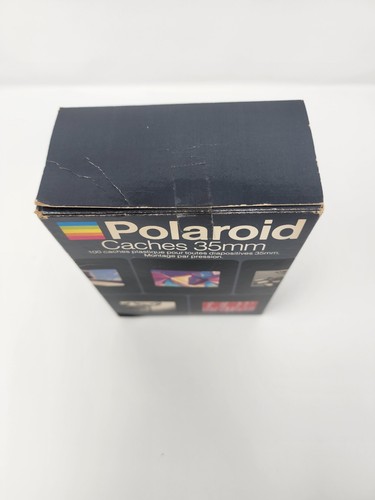 Polaroid
Caches 35mm
100 caches plastique pour toutes diapositives 35mm.
Montage par pression.